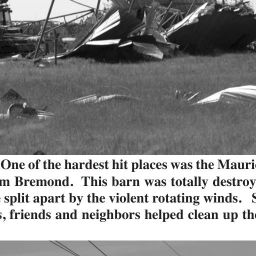 One of the hardest hit places was the Mauri
m Bremond. This barn was totally destroy
split apart by the violent rotating winds. S
s, friends and neighbors helped clean up the